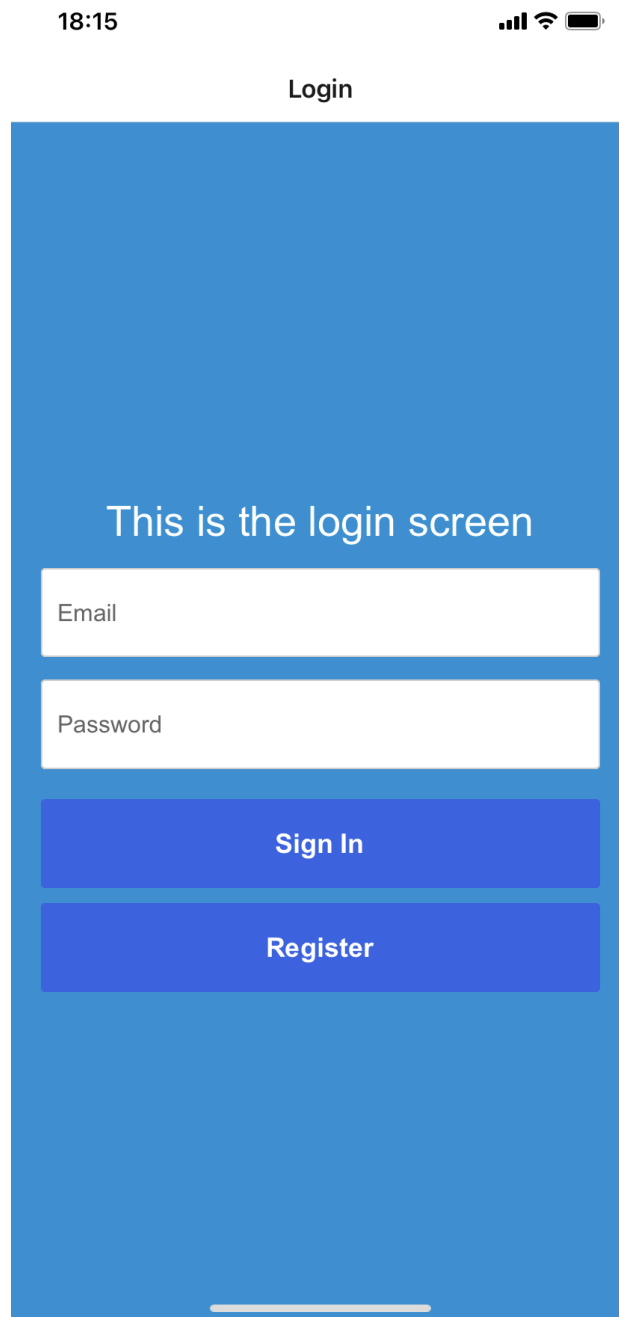 18:15
Login
This is the login screen
Email
Password
Sign In
Register